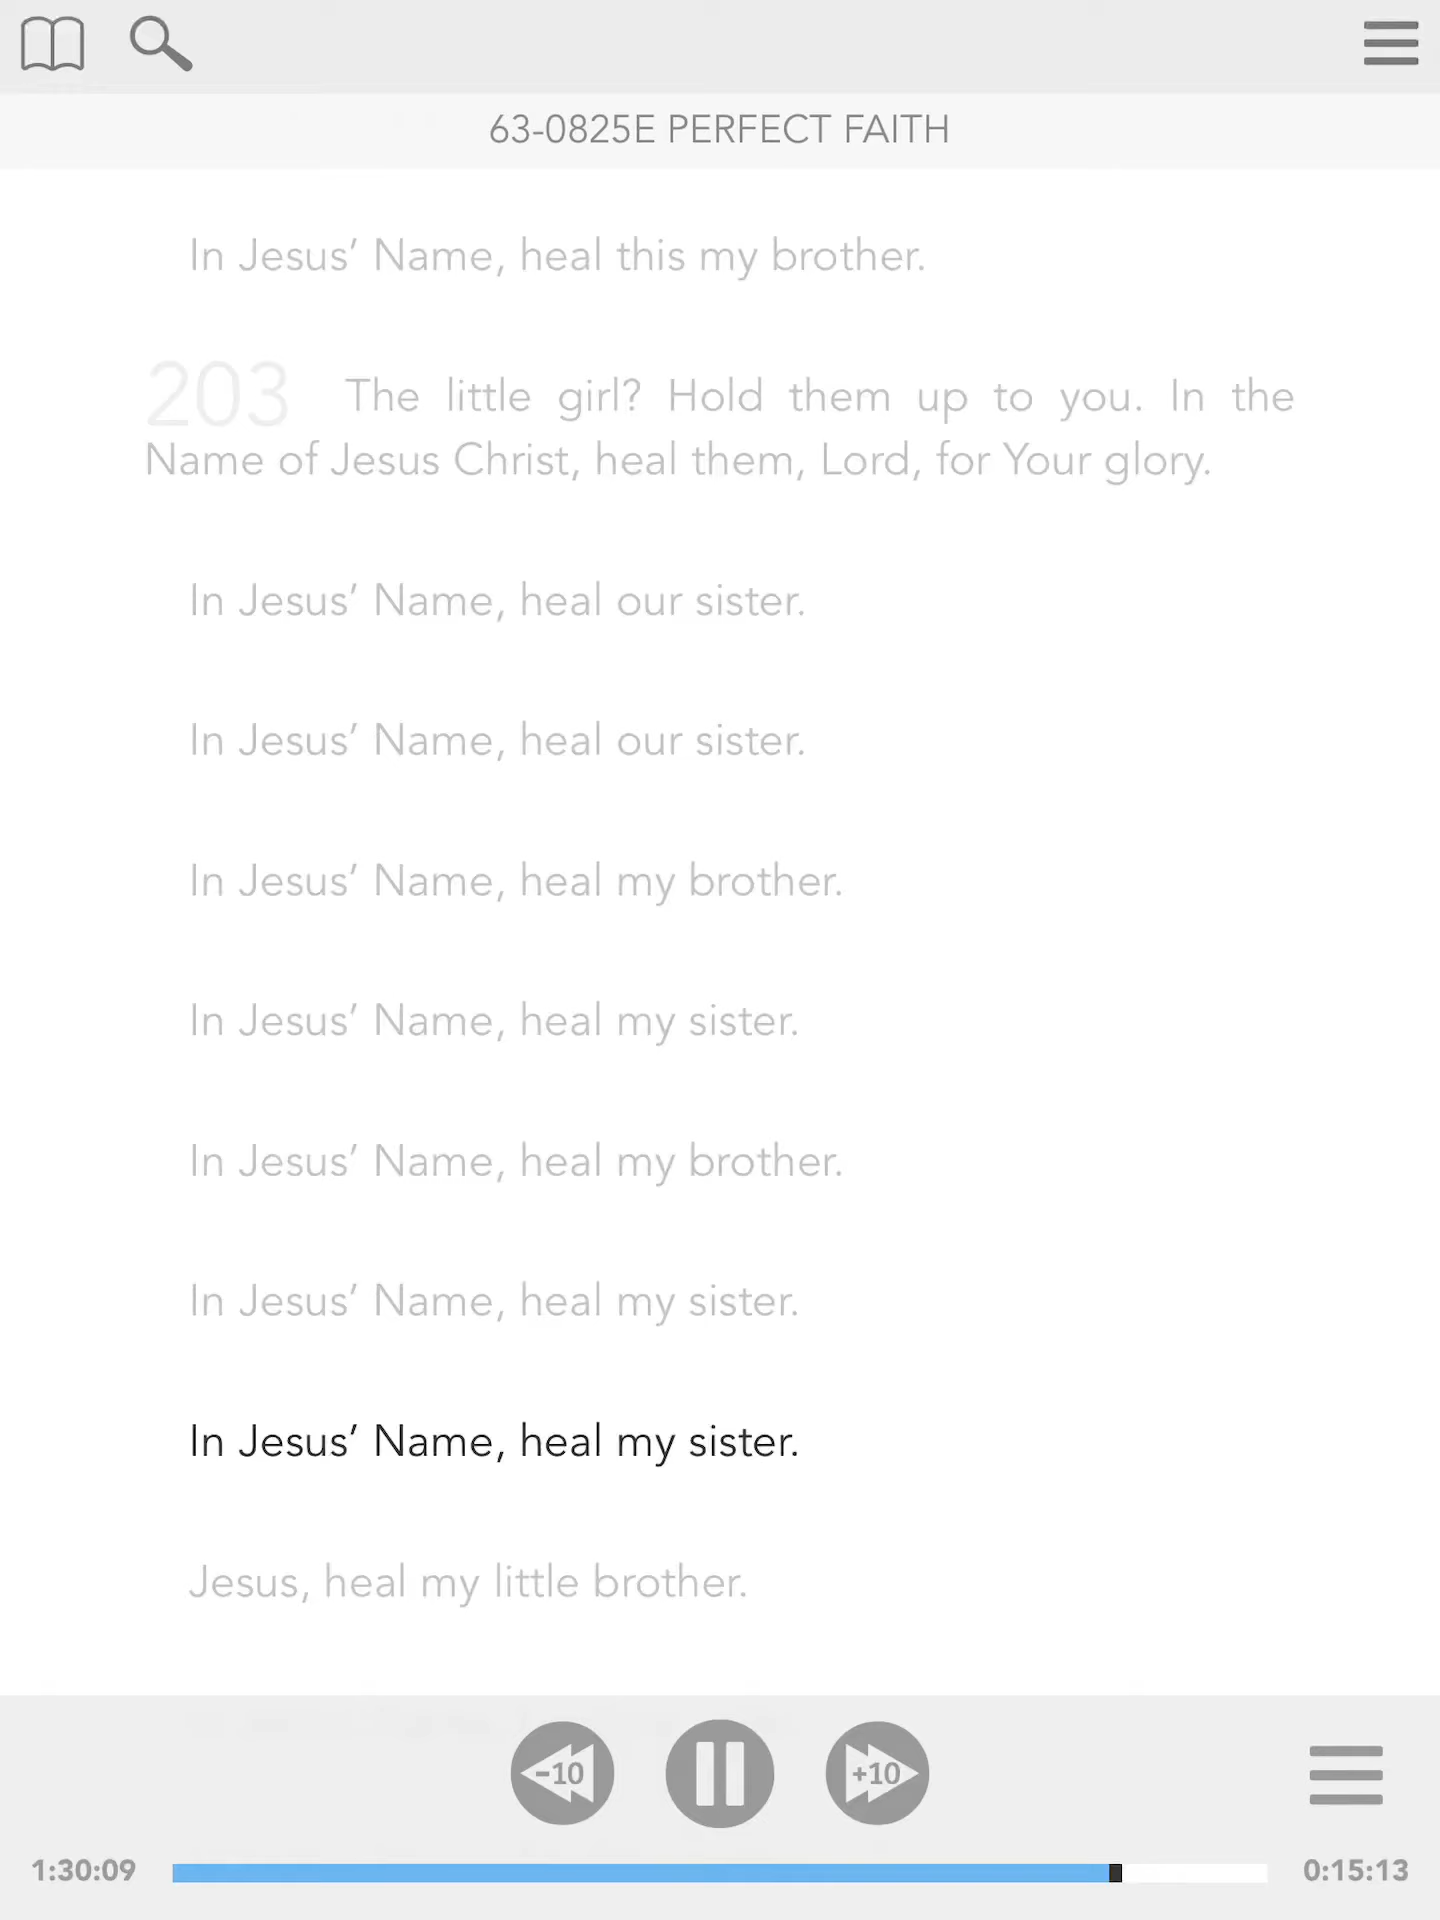 63-0825E PERFECT FAITH
In Jesus’ Name, heal this my brother.
203 The little girl? Hold them up to you. In the
Name of Jesus Christ, heal them, Lord, for Your glory.
In Jesus’ Name, heal our sister.
In Jesus’ Name, heal our sister.
In Jesus’ Name, heal my brother.
In Jesus’ Name, heal my sister.
In Jesus’ Name, heal my brother.
In Jesus’ Name, heal my sister.
In Jesus’ Name, heal my sister.
Jesus, heal my little brother.
-10 +10
1:30:09 0:15:13